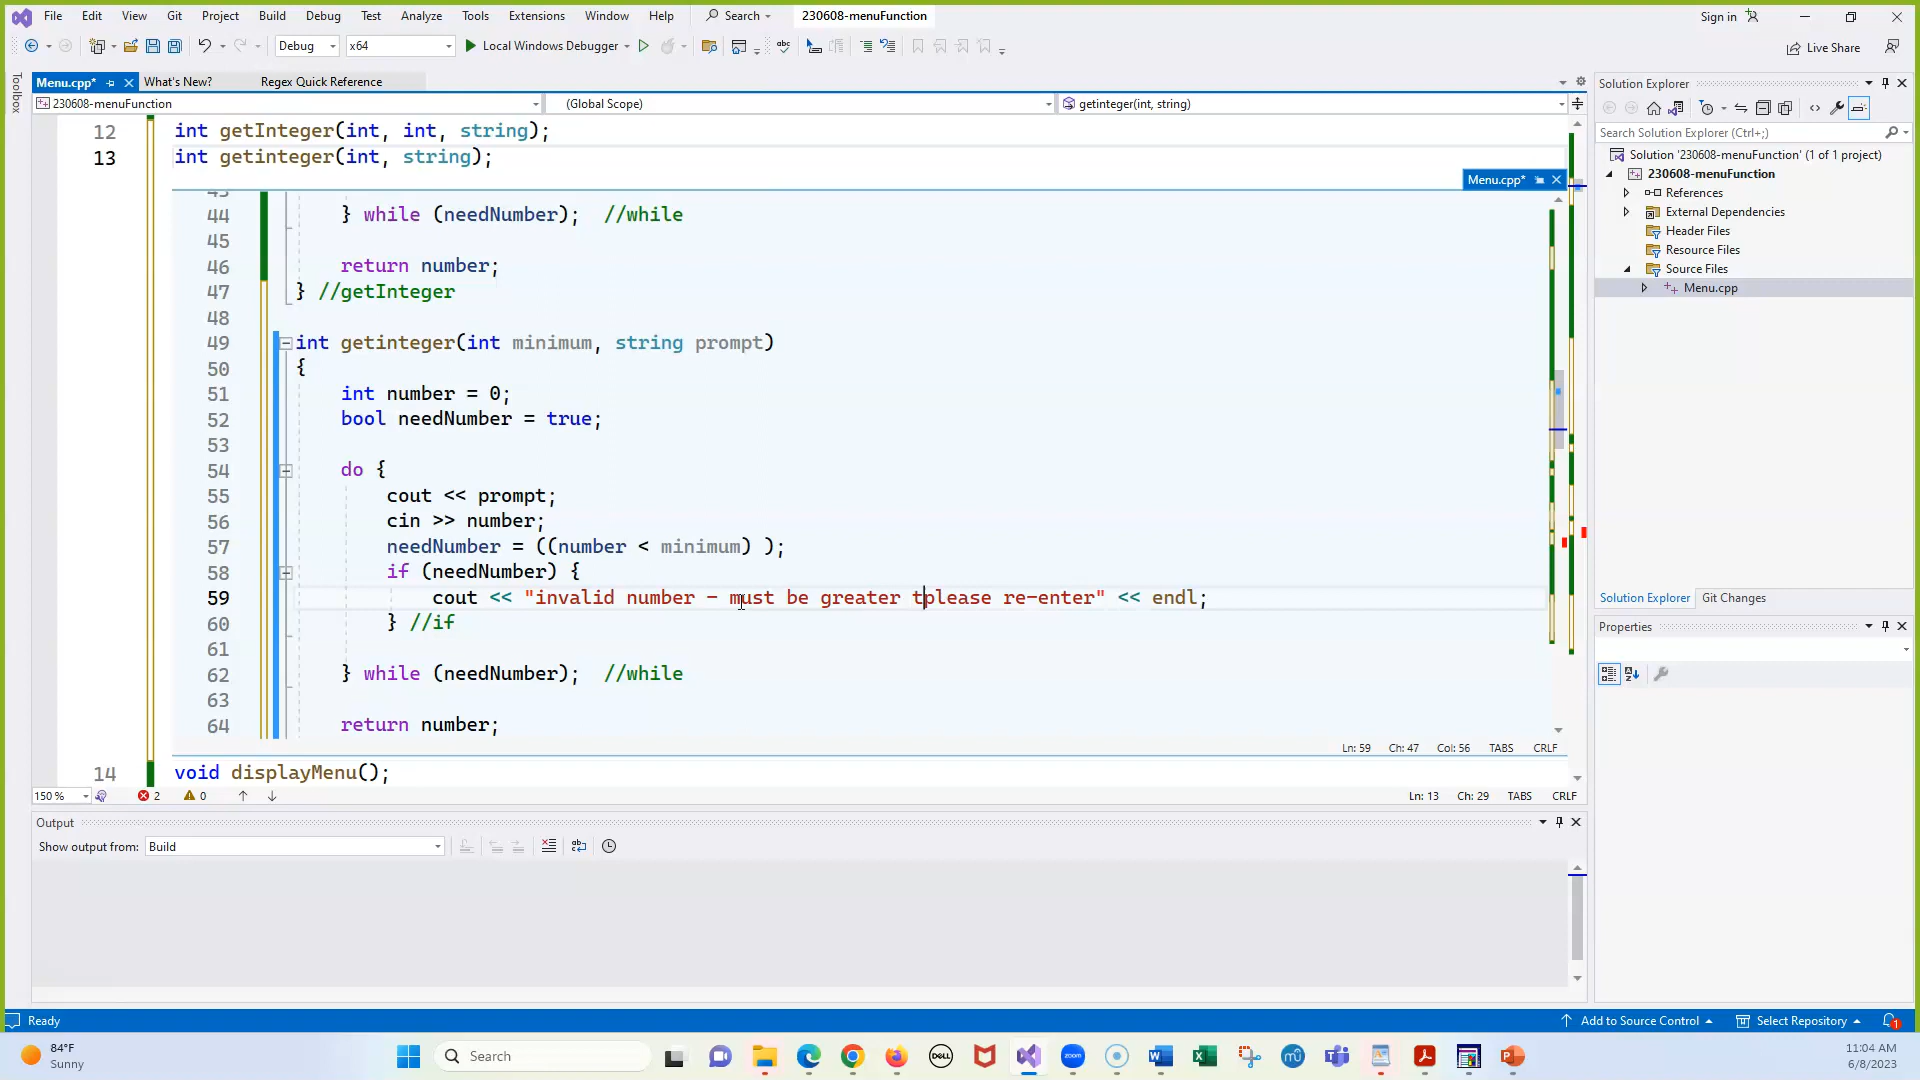 File Edit View Git Project Build Debug Test Analyze Tools Extensions Window Help Search 230608-menuFunction Sign in
Debug x64 Local Windows Debugger Live Share
Toolbox
Menu.cpp* What's New? Regex Quick Reference
230608-menuFunction (Global Scope) getinteger(int, string)
12 int getInteger(int, int, string);
13 int getinteger(int, string);
Menu.cpp*
43
44 } while (needNumber); //while
45
46 return number;
47 } //getInteger
48
49 int getinteger(int minimum, string prompt)
50 {
51 int number = 0;
52 bool needNumber = true;
53
54 do {
55 cout << prompt;
56 cin >> number;
57 needNumber = ((number < minimum) );
58 if (needNumber) {
59 cout << "invalid number - must be greater tplease re-enter" << endl;
60 } //if
61
62 } while (needNumber); //while
63
64 return number;
Ln: 59 Ch: 47 Col: 56 TABS CRLF
14 void displayMenu();
150 % 2 0 Ln: 13 Ch: 29 TABS CRLF
Output
Show output from: Build
Solution Explorer
Search Solution Explorer (Ctrl+;)
Solution '230608-menuFunction' (1 of 1 project)
230608-menuFunction
References
External Dependencies
Header Files
Resource Files
Source Files
Menu.cpp
Solution Explorer Git Changes
Properties
Ready Add to Source Control Select Repository 1
84°F
Sunny
Search
DELL
zoom
11:04 AM
6/8/2023